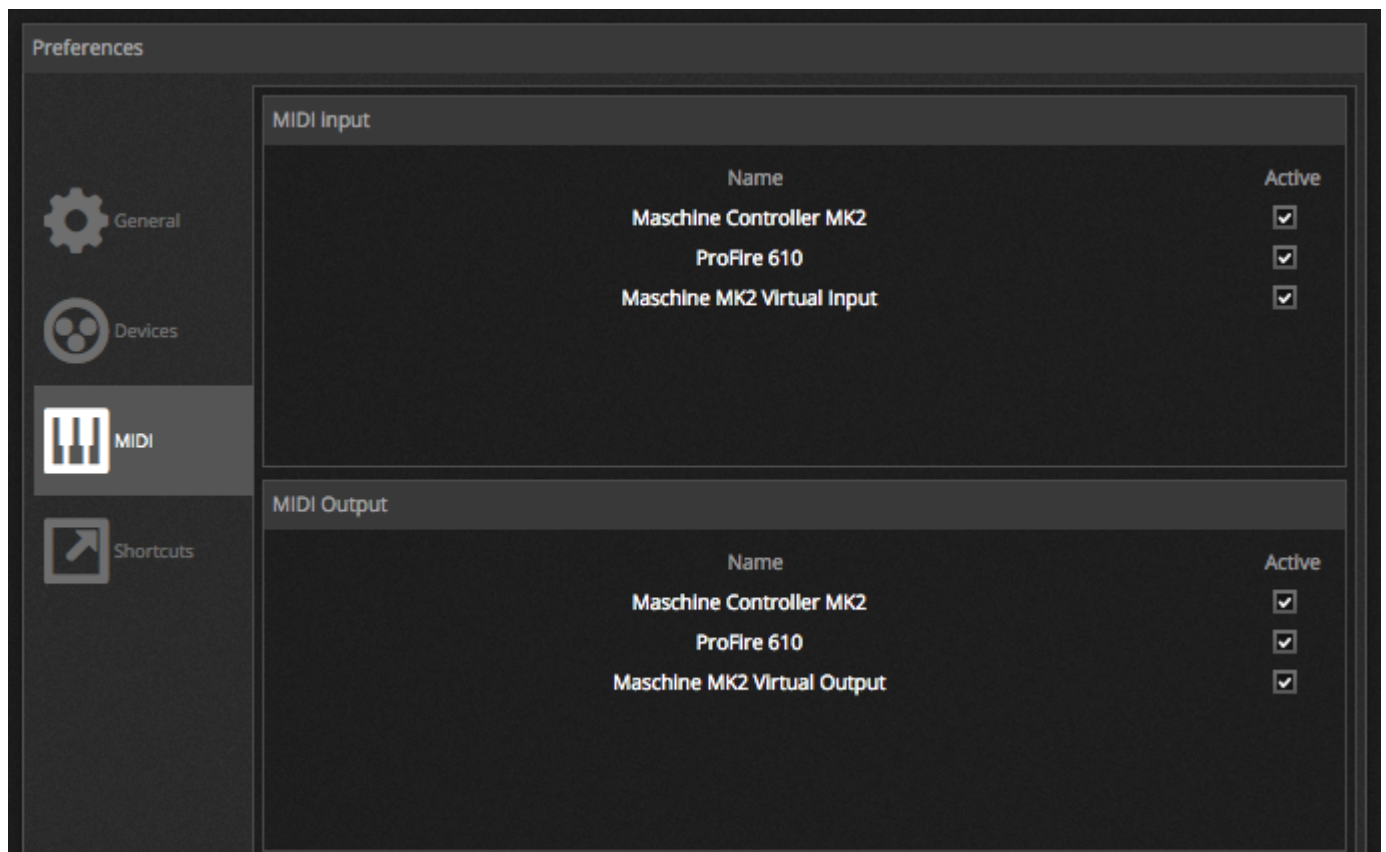 Preferences
General
Devices
MIDI
Shortcuts
MIDI Input
Name Active
Maschine Controller MK2
ProFire 610
Maschine MK2 Virtual Input
MIDI Output
Name Active
Maschine Controller MK2
ProFire 610
Maschine MK2 Virtual Output